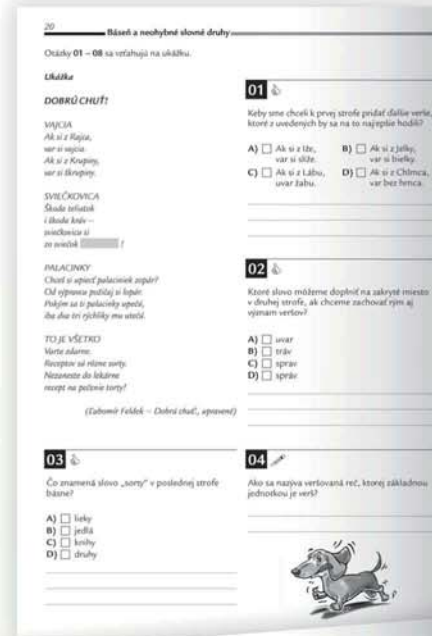 20
Báseň a neohybné slovné druhy
Otázky 01 – 08 sa vzťahujú na ukážku.
Ukážka
DOBRÚ CHUŤ!
VAJCIA
Ak si z Rajca,
var si vajcia.
Ak si z Krupiny,
var si škrupiny.
SVIEČKOVICA
Škoda teliatok
i škoda kráv –
sviečkovicu si
zo sviečok !
PALACINKY
Chceš si upiecť palaciniek zopár?
Od výpravcu požičaj si lopár.
Pokým sa ti palacinky upečú,
iba dva tri rýchliky mu utečú.
TO JE VŠETKO
Varte zdarne.
Receptov sú rôzne sorty.
Nezaneste do lekárne
recept na pečenie torty!
(Ľubomír Feldek – Dobrú chuť!, upravené)
01
Keby sme chceli k prvej strofe pridať ďalšie verše,
ktoré z uvedených by sa na to najlepšie hodili?
A) Ak si z Iže,
var si slíže.
B) Ak si z Jelky,
var si bielky.
C) Ak si z Lábu,
uvar žabu.
D) Ak si z Chlmca,
var bez hrnca.
02
Ktoré slovo môžeme doplniť na zakryté miesto
v druhej strofe, ak chceme zachovať rým aj
význam veršov?
A) uvar
B) tráv
C) sprav
D) správ
03
Čo znamená slovo „sorty" v poslednej strofe
básne?
A) lieky
B) jedlá
C) knihy
D) druhy
04
Ako sa nazýva veršovaná reč, ktorej základnou
jednotkou je verš?